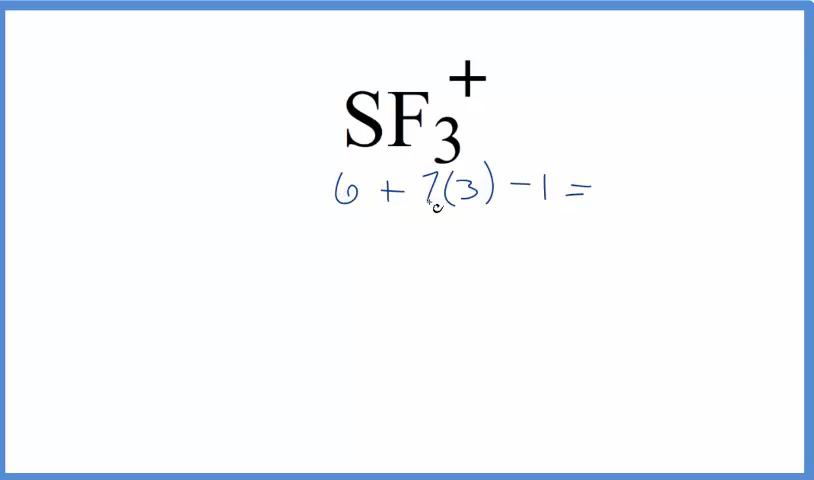 SF₃⁺
6 + 7(3) - 1 =